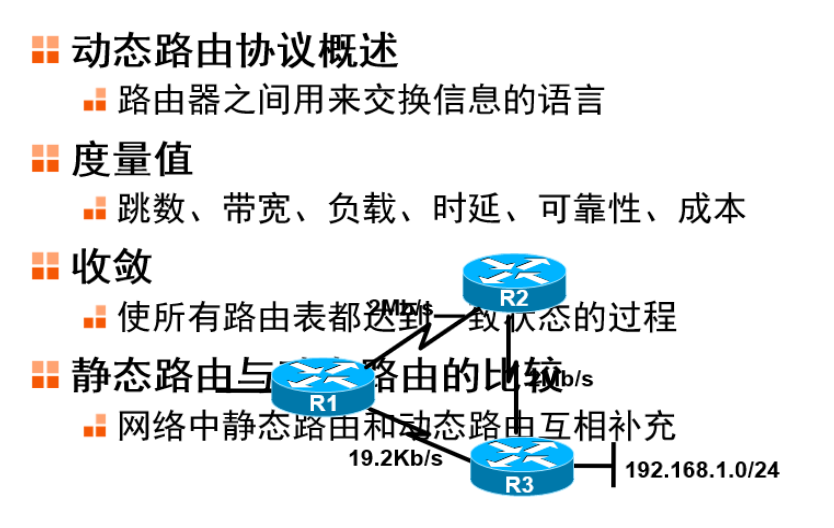 动态路由协议概述
路由器之间用来交换信息的语言
度量值
跳数、带宽、负载、时延、可靠性、成本
收敛
R2
2Mb/s
使所有路由表都达到一致状态的过程
静态路由与动态路由的比较
2Mb/s
R1
网络中静态路由和动态路由互相补充
19.2Kb/s
192.168.1.0/24
R3